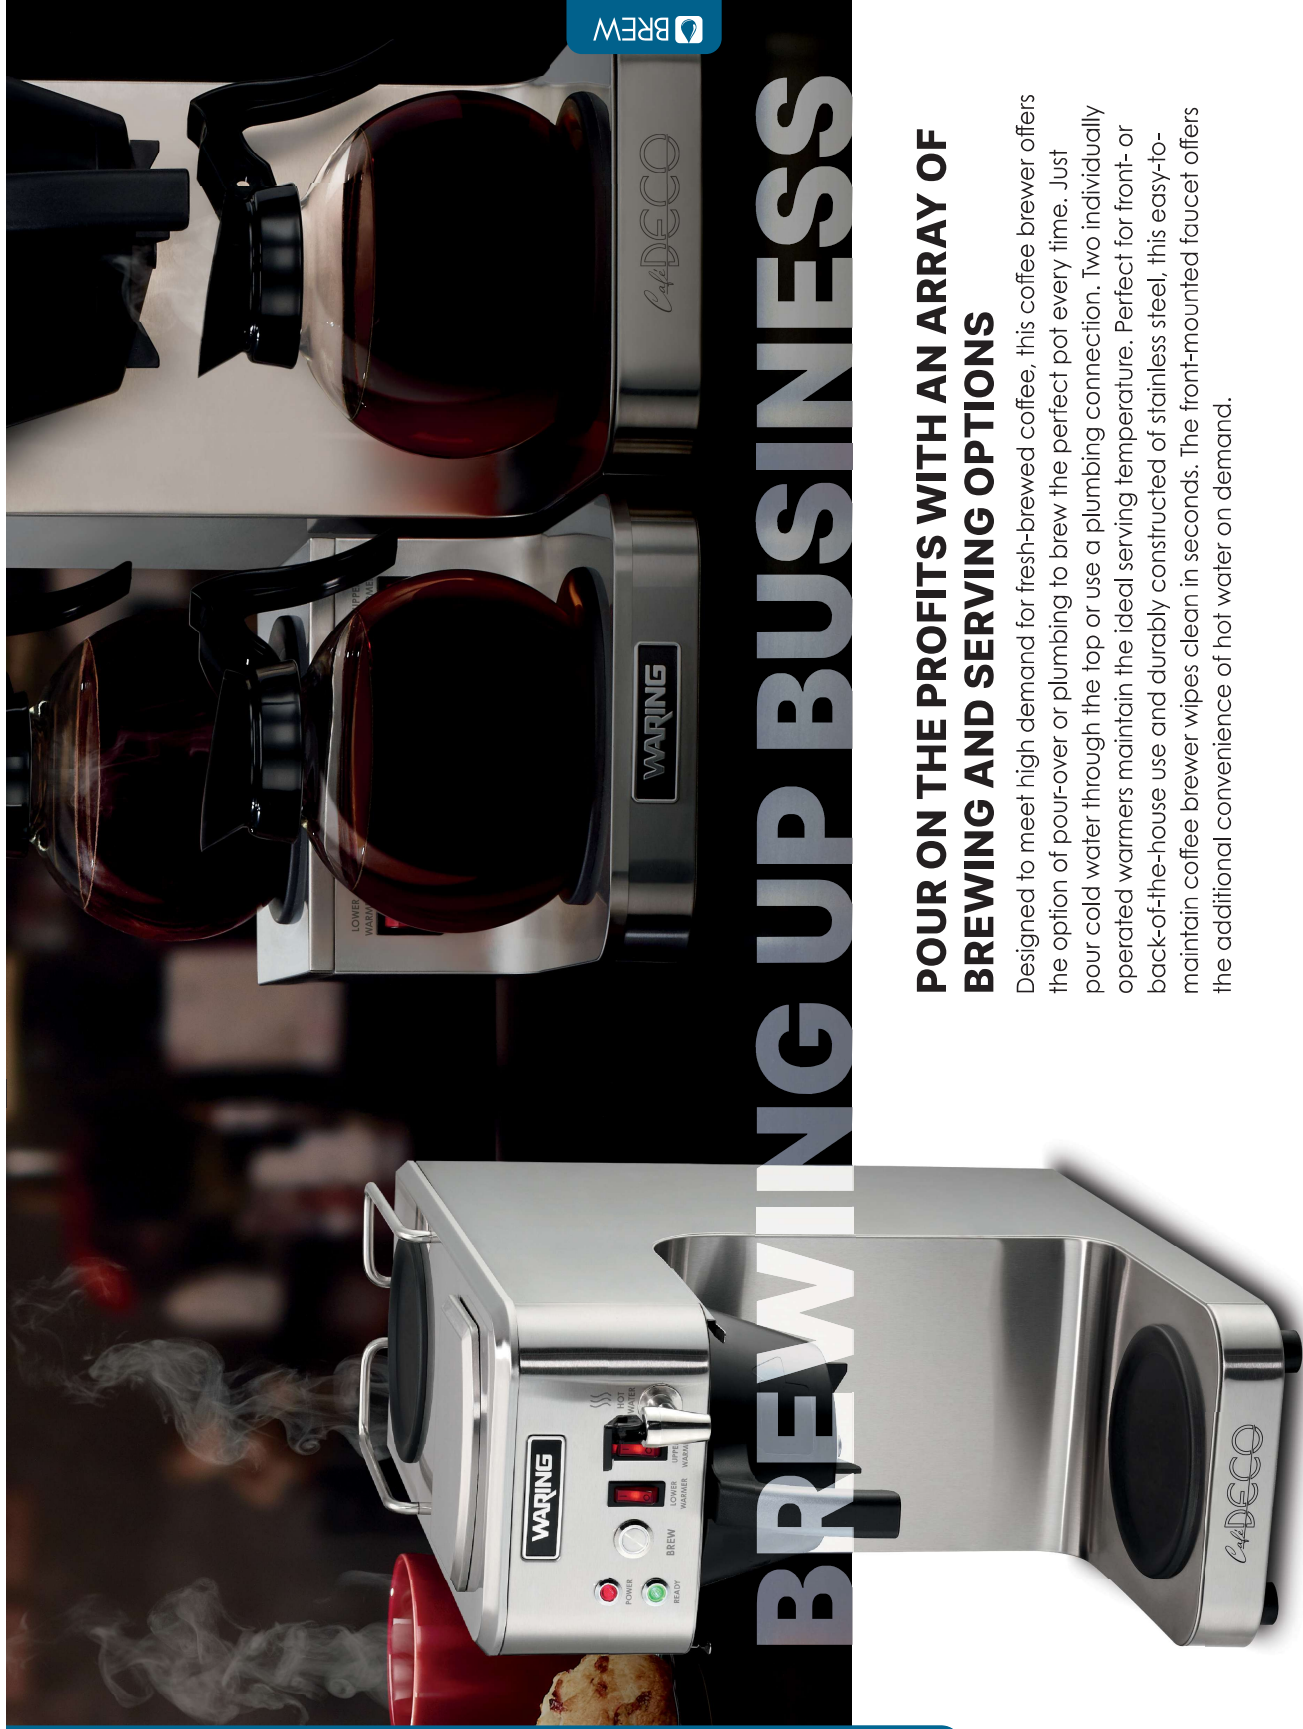 BREW
Café DECO
WARING
LOWER
WARM
BREWING UP BUSINESS
WARING
POWER
READY
BREW
LOWER
WARMER
HOT
WATER
Café DECO
POUR ON THE PROFITS WITH AN ARRAY OF
BREWING AND SERVING OPTIONS
Designed to meet high demand for fresh-brewed coffee, this coffee brewer offers
the option of pour-over or plumbing to brew the perfect pot every time. Just
pour cold water through the top or use a plumbing connection. Two individually
operated warmers maintain the ideal serving temperature. Perfect for front- or
back-of-the-house use and durably constructed of stainless steel, this easy-to-
maintain coffee brewer wipes clean in seconds. The front-mounted faucet offers
the additional convenience of hot water on demand.